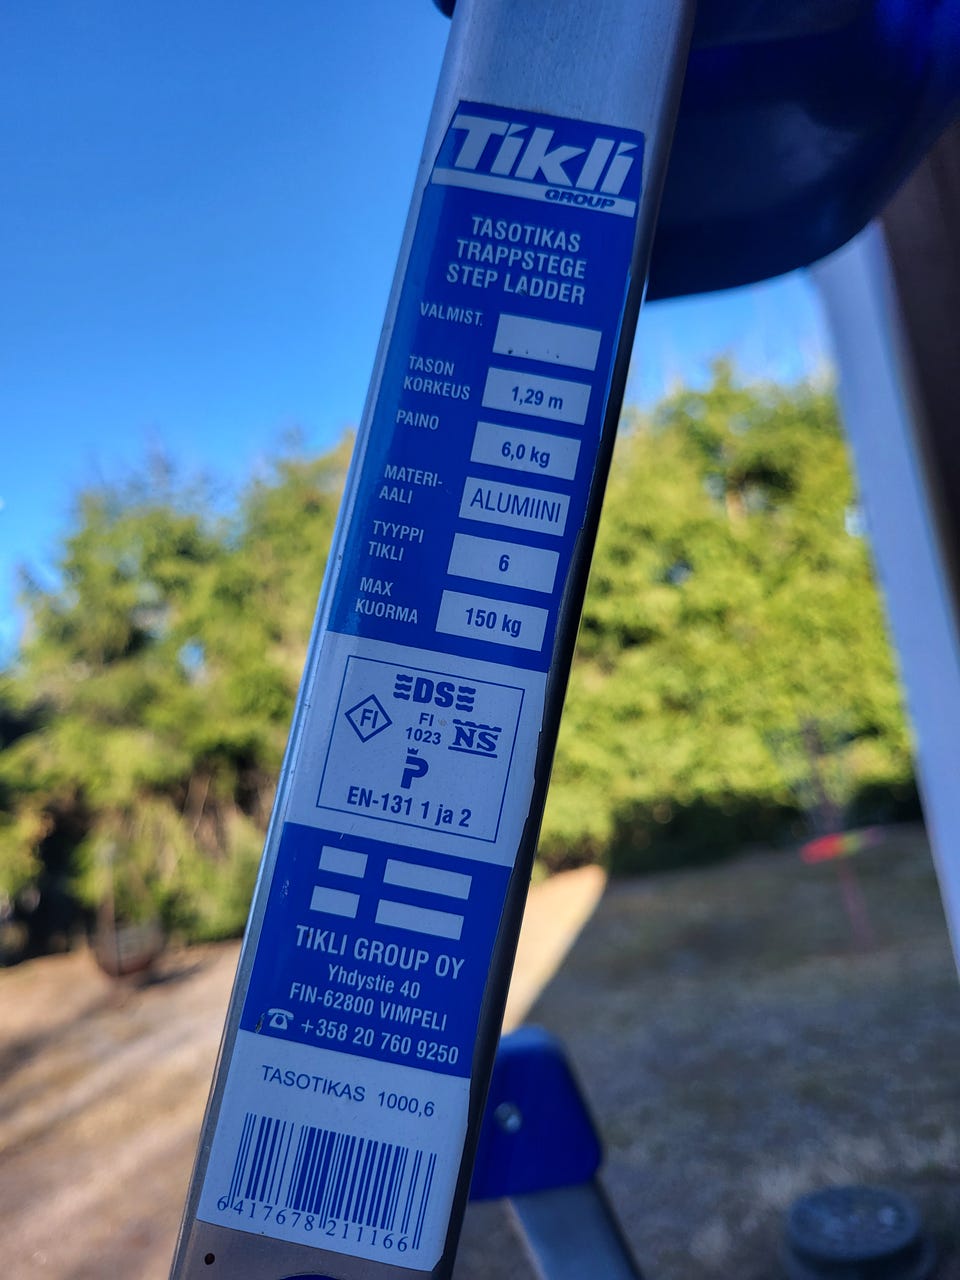 Tikli
GROUP
TASOTIKAS
TRAPPSTEGE
STEP LADDER
VALMIST.
TASON
KORKEUS
1,29 m
PAINO
6,0 kg
MATERI-
AALI
ALUMIINI
TYYPPI
TIKLI
6
MAX
KUORMA
150 kg
DS
FI
FI
1023
NS
P
EN-131 1 ja 2
TIKLI GROUP OY
Yhdystie 40
FIN-62800 VIMPELI
☎ +358 20 760 9250
TASOTIKAS 1000,6
6 417678 211166